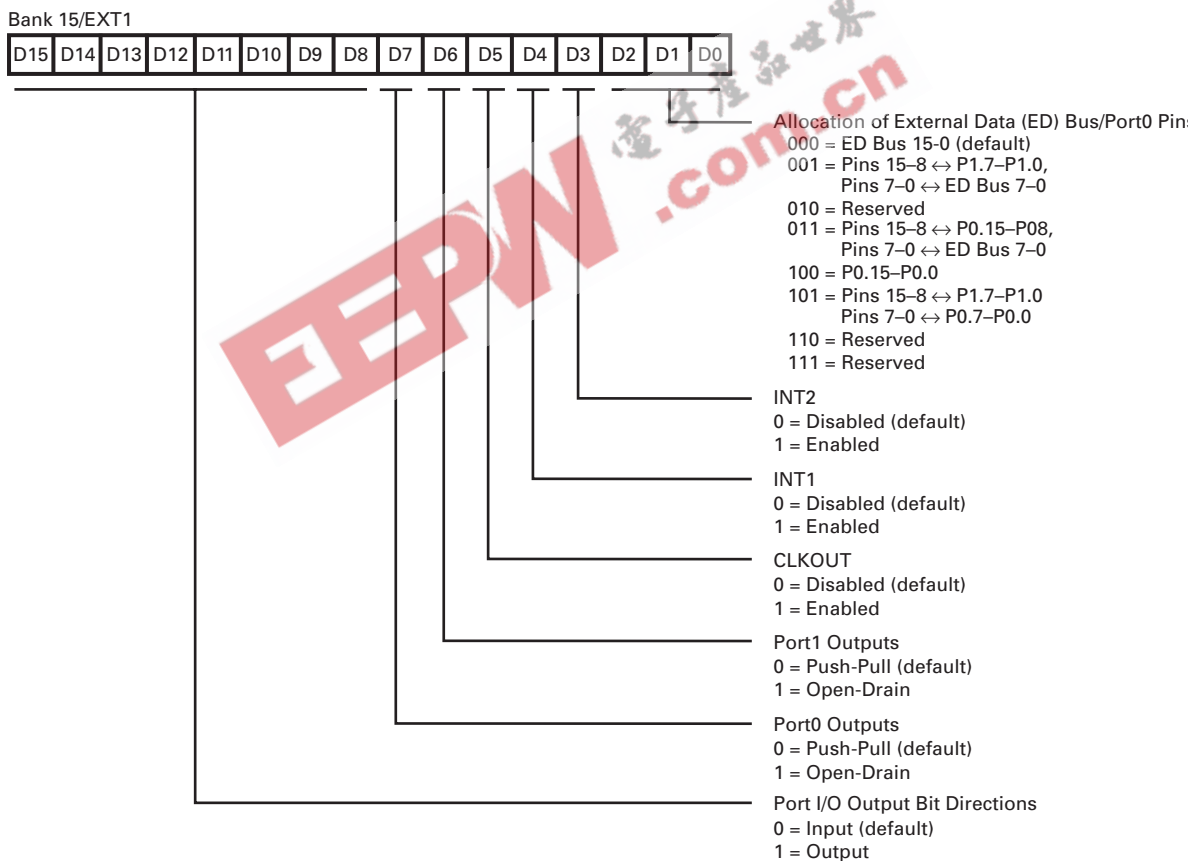 Bank 15/EXT1
D15 D14 D13 D12 D11 D10 D9 D8 D7 D6 D5 D4 D3 D2 D1 D0
Allocation of External Data (ED) Bus/Port0 Pins
000 = ED Bus 15-0 (default)
001 = Pins 15–8 ↔ P1.7–P1.0,
Pins 7–0 ↔ ED Bus 7–0
010 = Reserved
011 = Pins 15–8 ↔ P0.15–P08,
Pins 7–0 ↔ ED Bus 7–0
100 = P0.15–P0.0
101 = Pins 15–8 ↔ P1.7–P1.0
Pins 7–0 ↔ P0.7–P0.0
110 = Reserved
111 = Reserved
INT2
0 = Disabled (default)
1 = Enabled
INT1
0 = Disabled (default)
1 = Enabled
CLKOUT
0 = Disabled (default)
1 = Enabled
Port1 Outputs
0 = Push-Pull (default)
1 = Open-Drain
Port0 Outputs
0 = Push-Pull (default)
1 = Open-Drain
Port I/O Output Bit Directions
0 = Input (default)
1 = Output
EEPW
.com.cn
電子產品世界